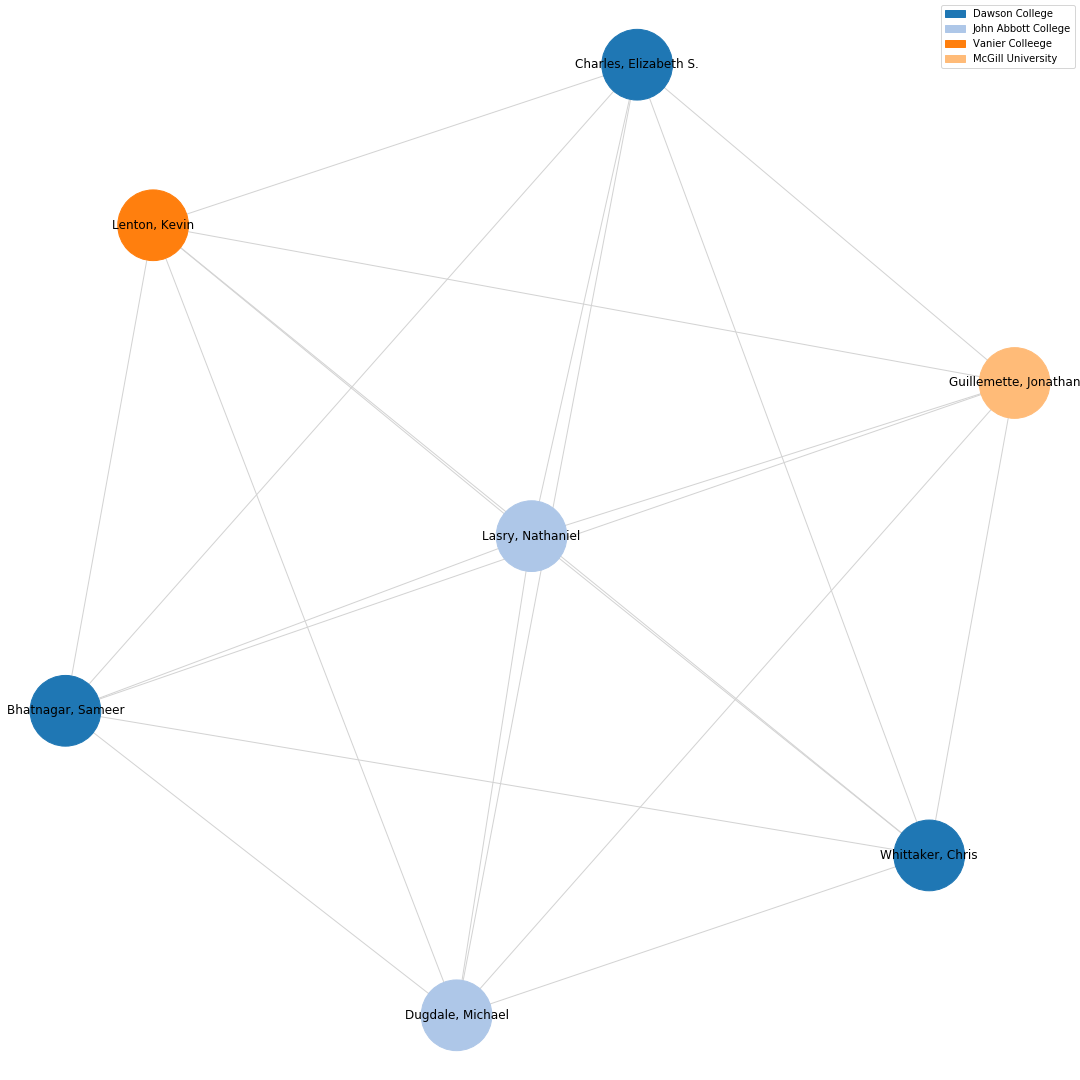 Dawson College
John Abbott College
Vanier Colleege
McGill University
Charles, Elizabeth S.
Lenton, Kevin
Guillemette, Jonathan
Lasry, Nathaniel
Bhatnagar, Sameer
Whittaker, Chris
Dugdale, Michael